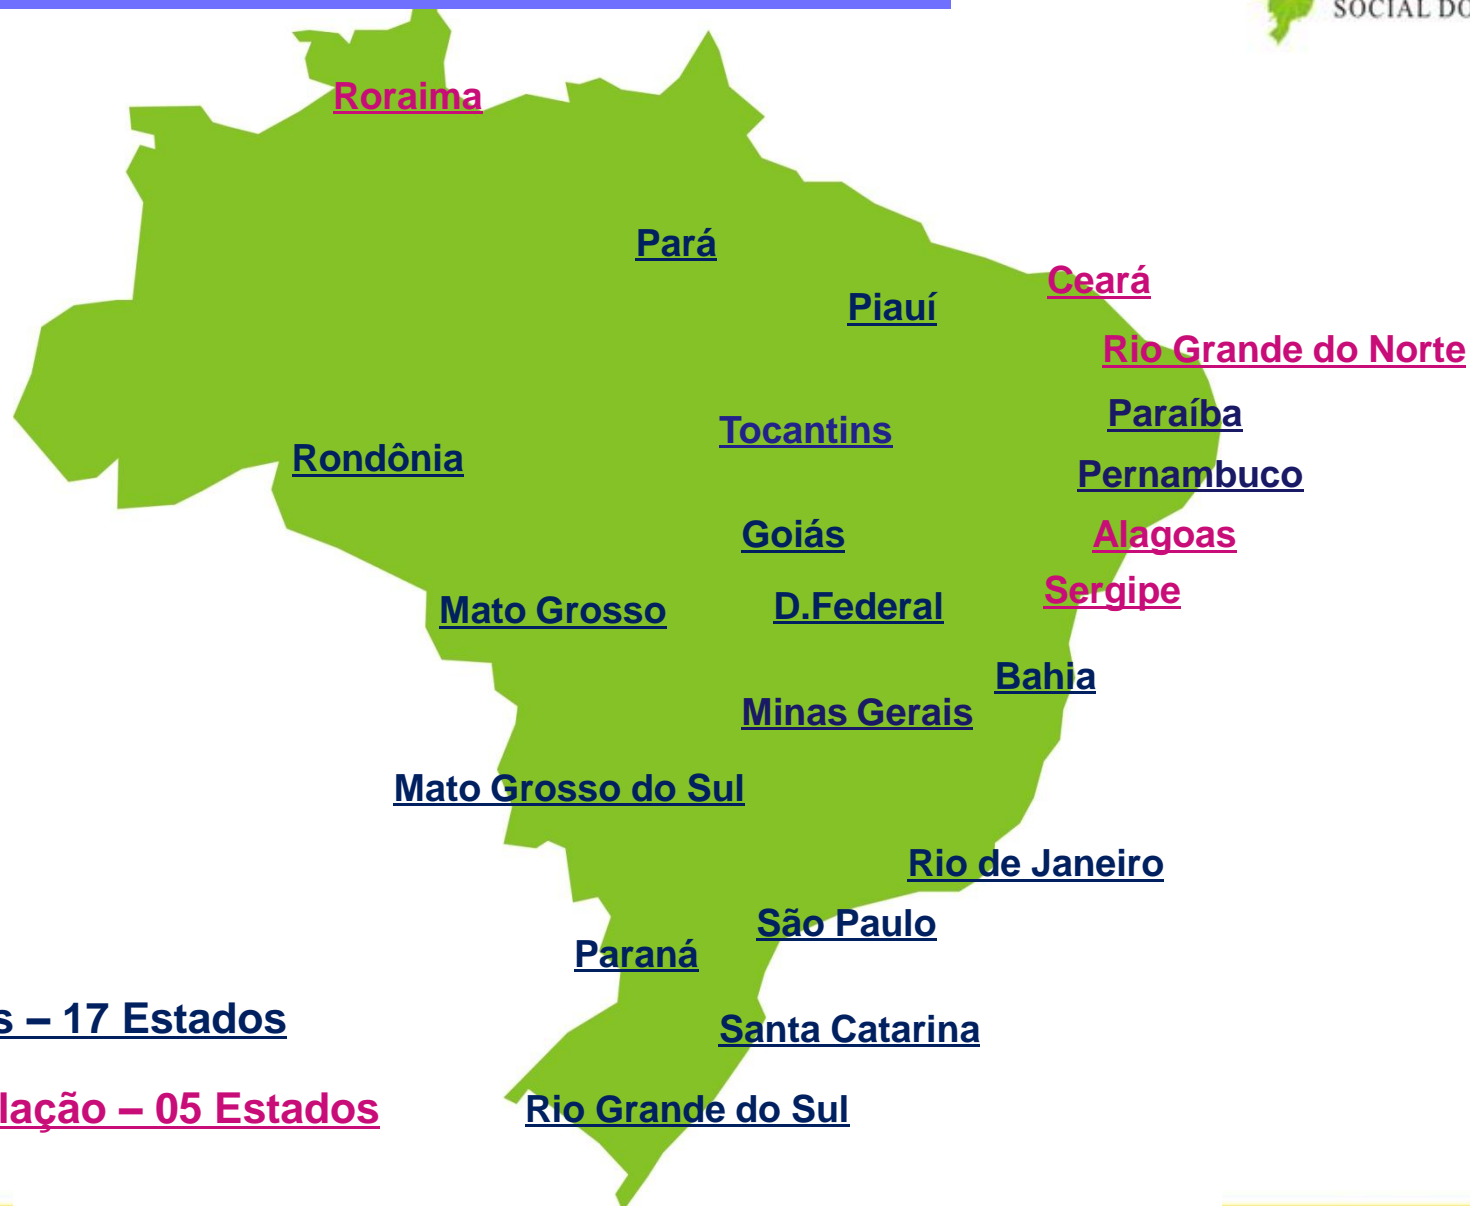 SOCIAL DO
Roraima
Pará
Ceará
Piauí
Rio Grande do Norte
Paraíba
Tocantins
Rondônia
Pernambuco
Goiás
Alagoas
Sergipe
Mato Grosso
D.Federal
Bahia
Minas Gerais
Mato Grosso do Sul
Rio de Janeiro
São Paulo
Paraná
s – 17 Estados
Santa Catarina
lação – 05 Estados
Rio Grande do Sul